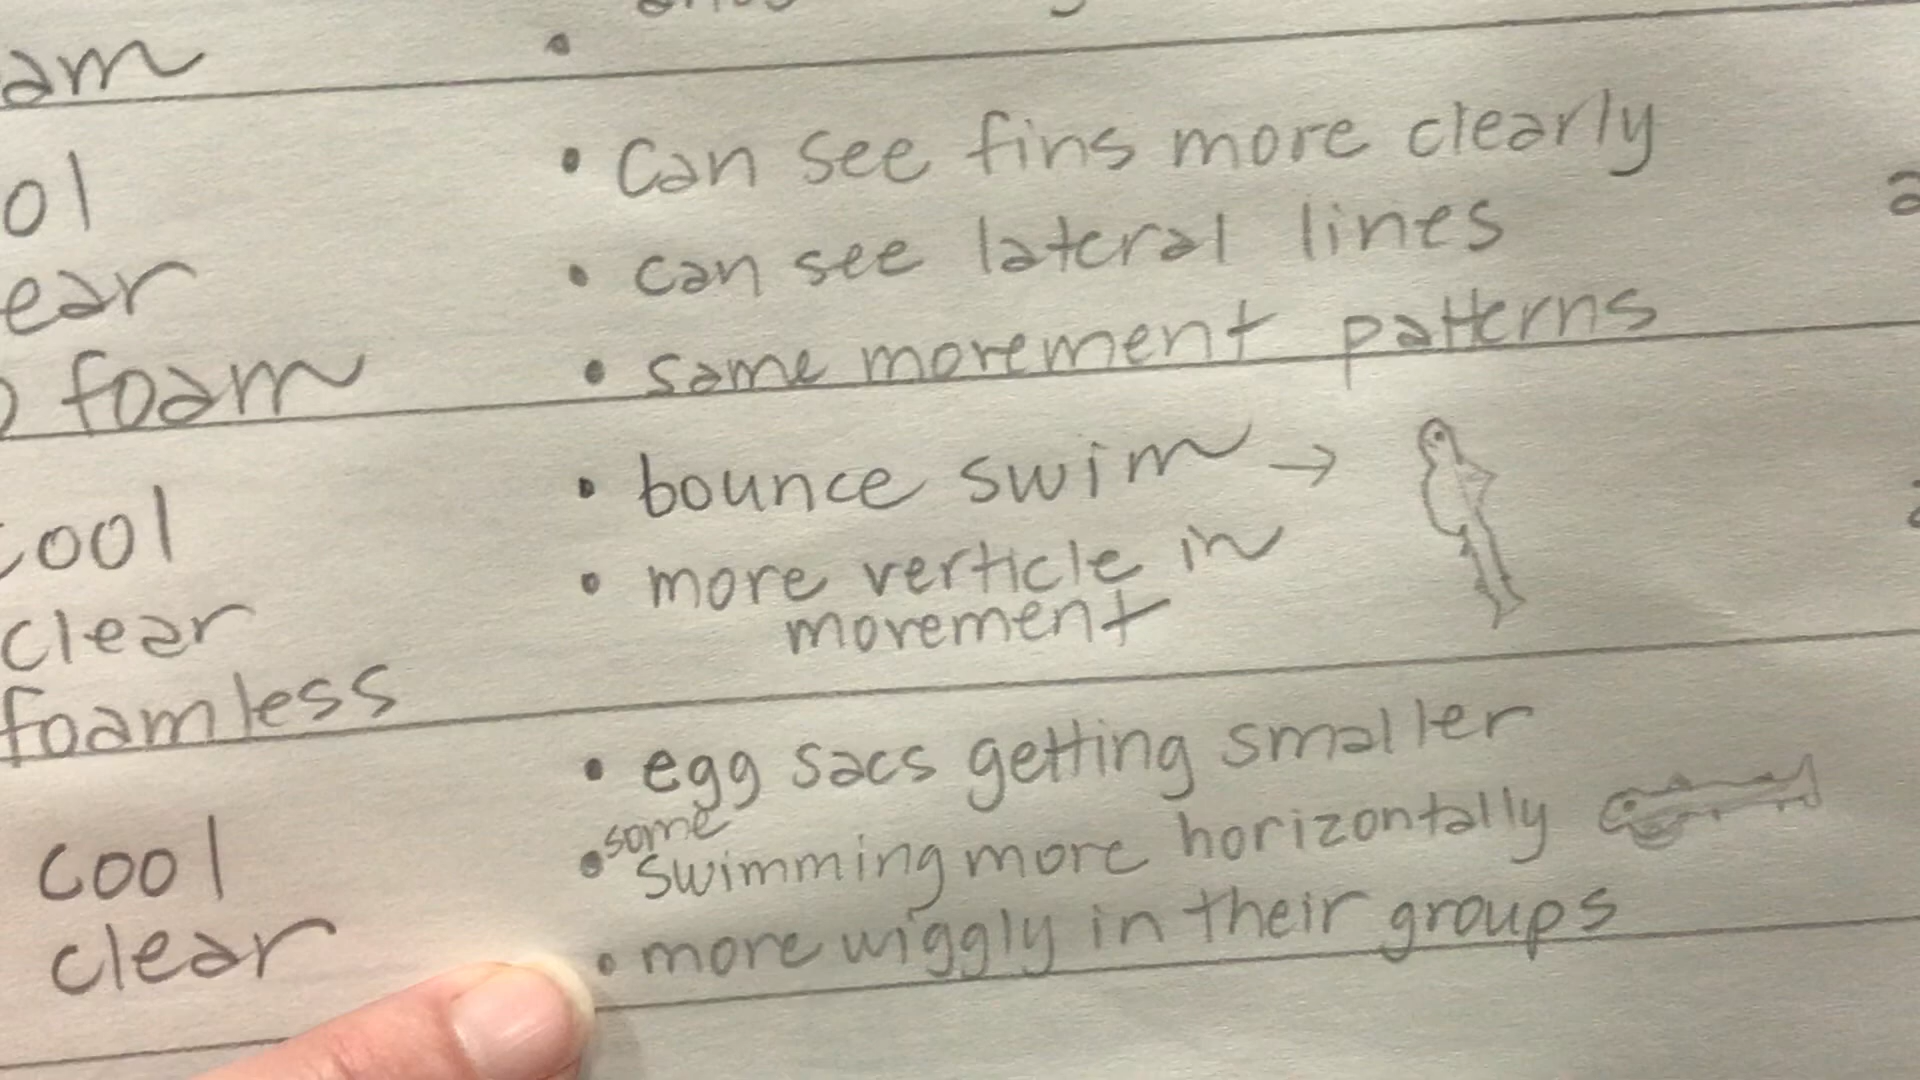 am
ol
• can see fins more clearly
ear
• can see lateral lines
foam
• same movement patterns
cool
• bounce swim →
clear
• more verticle in
movement
foamless
• egg sacs getting smaller
cool
some
• swimming more horizontally
clear
• more wiggly in their groups